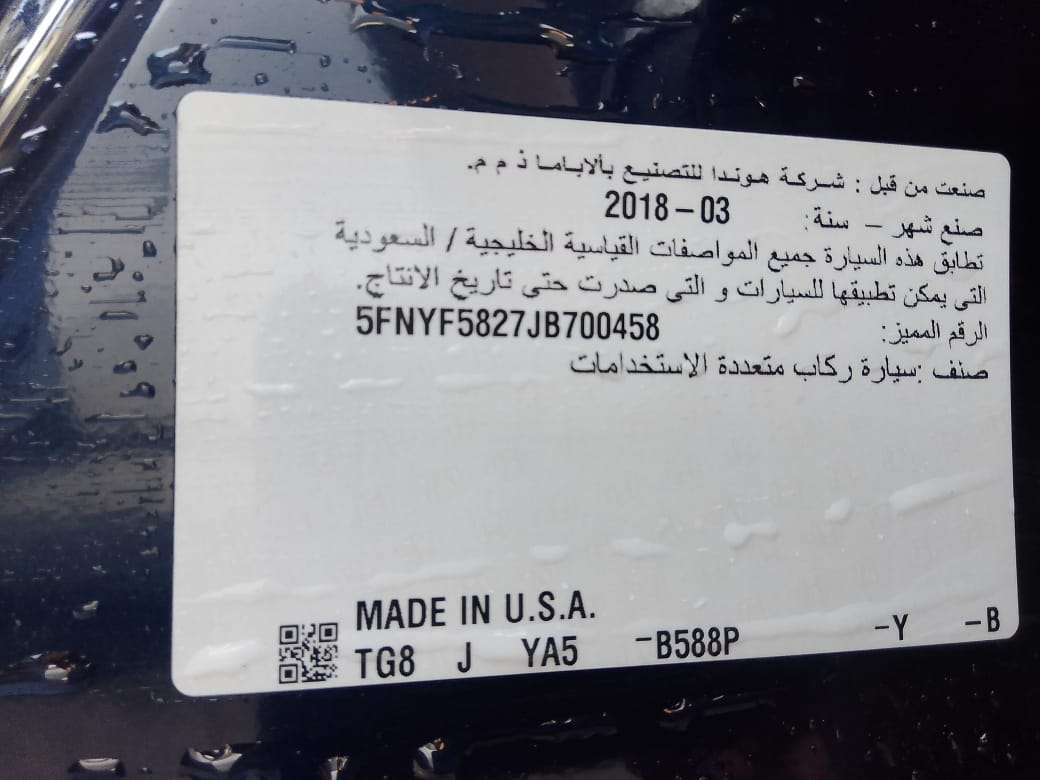 صنعت من قبل : شركة هوندا للتصنيع بألاباما ذ م م.
صنع شهر – سنة: 2018 – 03
تطابق هذه السيارة جميع المواصفات القياسية الخليجية / السعودية
التى يمكن تطبيقها للسيارات و التى صدرت حتى تاريخ الانتاج.
الرقم المميز: 5FNYF5827JB700458
صنف :سيارة ركاب متعددة الاستخدامات
MADE IN U.S.A.
TG8 J YA5 –B588P –Y –B